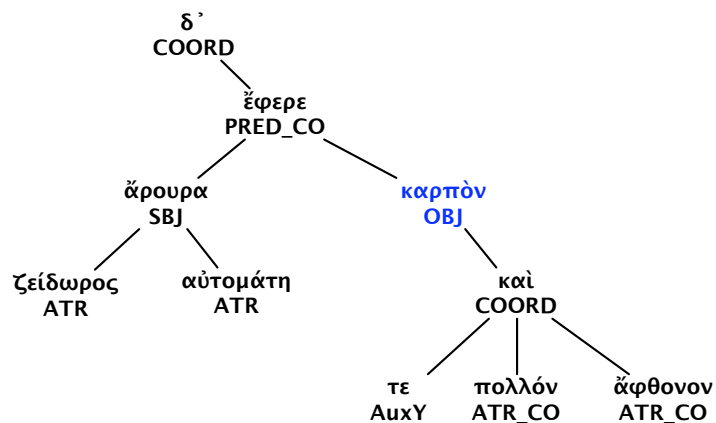 δ᾽
COORD
ἔφερε
PRED_CO
ἄρουρα
SBJ
καρπὸν
OBJ
ζείδωρος
ATR
αὐτομάτη
ATR
καὶ
COORD
τε
AuxY
πολλόν
ATR_CO
ἄφθονον
ATR_CO